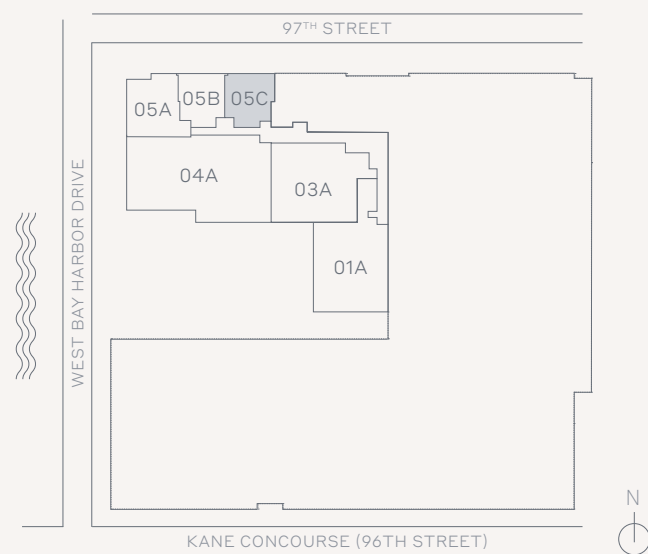 97TH STREET
05A
05B
05C
04A
03A
01A
WEST BAY HARBOR DRIVE
N
KANE CONCOURSE (96TH STREET)